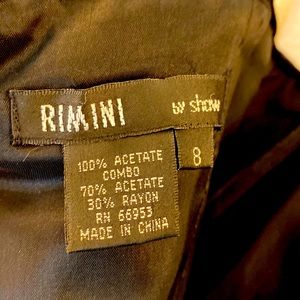 RIMINI by shaw
8
100% ACETATE
COMBO
70% ACETATE
30% RAYON
RN 66953
MADE IN CHINA